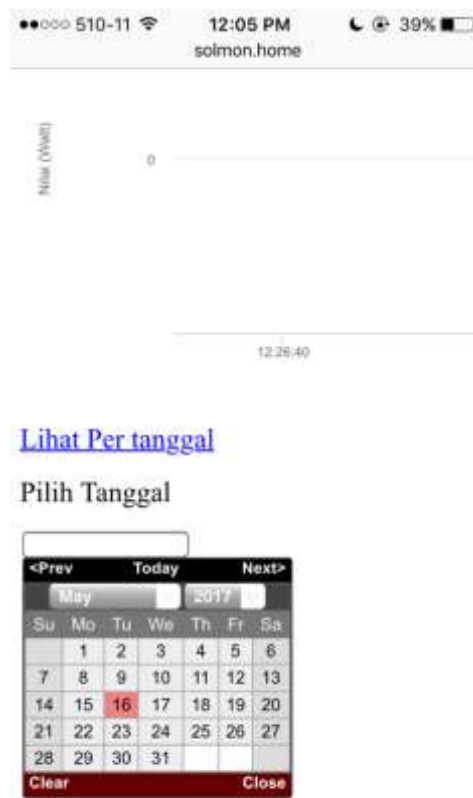 ●●○○○ 510-11 12:05 PM 39%
solmon.home
Nilai (Watt)
0
12:26:40
Lihat Per tanggal
Pilih Tanggal
<Prev Today Next>
May 2017
Su Mo Tu We Th Fr Sa
1 2 3 4 5 6
7 8 9 10 11 12 13
14 15 16 17 18 19 20
21 22 23 24 25 26 27
28 29 30 31
Clear Close